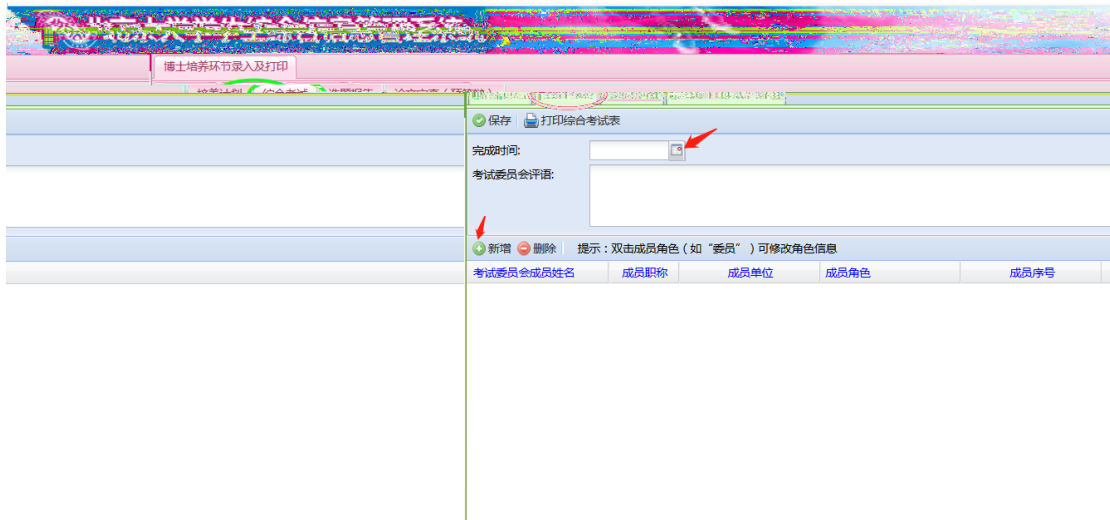 博士培养环节录入及打印
保存 打印综合考试表
完成时间:
考试委员会评语:
新增 删除 提示：双击成员角色（如“委员”）可修改角色信息
考试委员会成员姓名 成员职称 成员单位 成员角色 成员序号